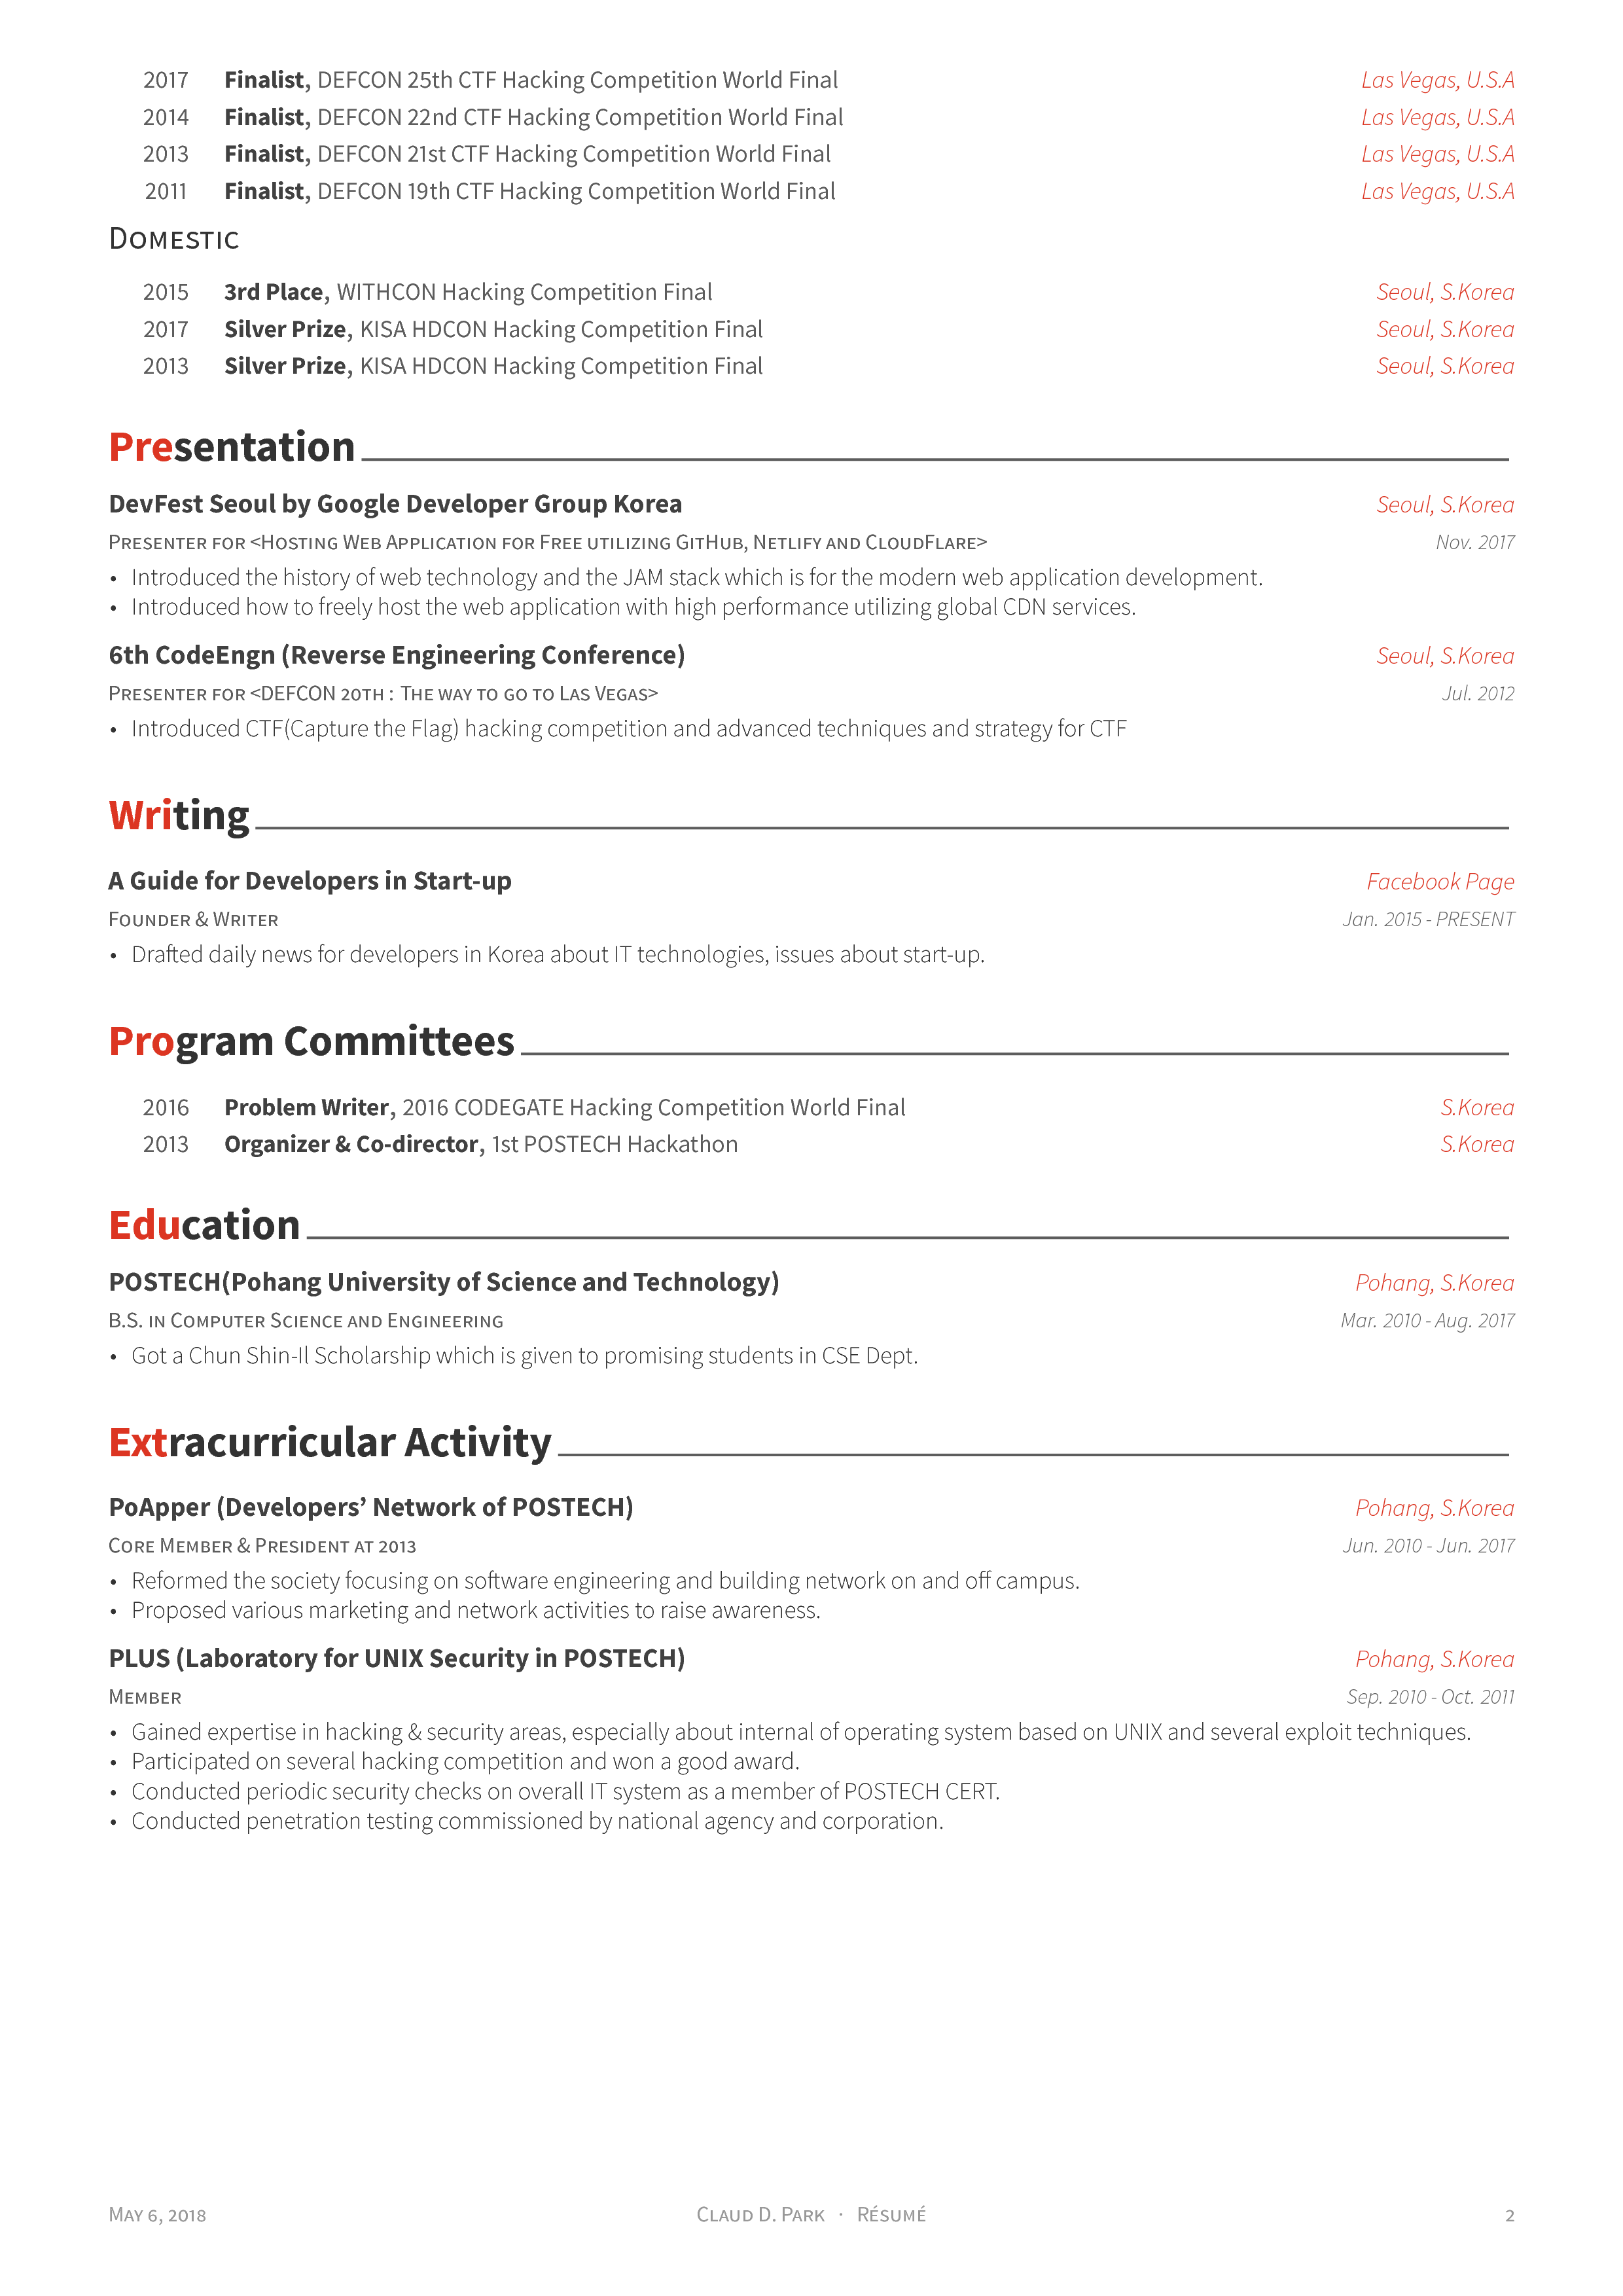 2017 Finalist, DEFCON 25th CTF Hacking Competition World Final Las Vegas, U.S.A
2014 Finalist, DEFCON 22nd CTF Hacking Competition World Final Las Vegas, U.S.A
2013 Finalist, DEFCON 21st CTF Hacking Competition World Final Las Vegas, U.S.A
2011 Finalist, DEFCON 19th CTF Hacking Competition World Final Las Vegas, U.S.A
Domestic
2015 3rd Place, WITHCON Hacking Competition Final Seoul, S.Korea
2017 Silver Prize, KISA HDCON Hacking Competition Final Seoul, S.Korea
2013 Silver Prize, KISA HDCON Hacking Competition Final Seoul, S.Korea
Presentation
DevFest Seoul by Google Developer Group Korea Seoul, S.Korea
Presenter for <Hosting Web Application for Free utilizing GitHub, Netlify and CloudFlare> Nov. 2017
• Introduced the history of web technology and the JAM stack which is for the modern web application development.
• Introduced how to freely host the web application with high performance utilizing global CDN services.
6th CodeEngn (Reverse Engineering Conference) Seoul, S.Korea
Presenter for <DEFCON 20th : The way to go to Las Vegas> Jul. 2012
• Introduced CTF(Capture the Flag) hacking competition and advanced techniques and strategy for CTF
Writing
A Guide for Developers in Start-up Facebook Page
Founder & Writer Jan. 2015 - PRESENT
• Drafted daily news for developers in Korea about IT technologies, issues about start-up.
Program Committees
2016 Problem Writer, 2016 CODEGATE Hacking Competition World Final S.Korea
2013 Organizer & Co-director, 1st POSTECH Hackathon S.Korea
Education
POSTECH(Pohang University of Science and Technology) Pohang, S.Korea
B.S. in Computer Science and Engineering Mar. 2010 - Aug. 2017
• Got a Chun Shin-Il Scholarship which is given to promising students in CSE Dept.
Extracurricular Activity
PoApper (Developers’ Network of POSTECH) Pohang, S.Korea
Core Member & President at 2013 Jun. 2010 - Jun. 2017
• Reformed the society focusing on software engineering and building network on and off campus.
• Proposed various marketing and network activities to raise awareness.
PLUS (Laboratory for UNIX Security in POSTECH) Pohang, S.Korea
Member Sep. 2010 - Oct. 2011
• Gained expertise in hacking & security areas, especially about internal of operating system based on UNIX and several exploit techniques.
• Participated on several hacking competition and won a good award.
• Conducted periodic security checks on overall IT system as a member of POSTECH CERT.
• Conducted penetration testing commissioned by national agency and corporation.
May 6, 2018 Claud D. Park · Résumé 2